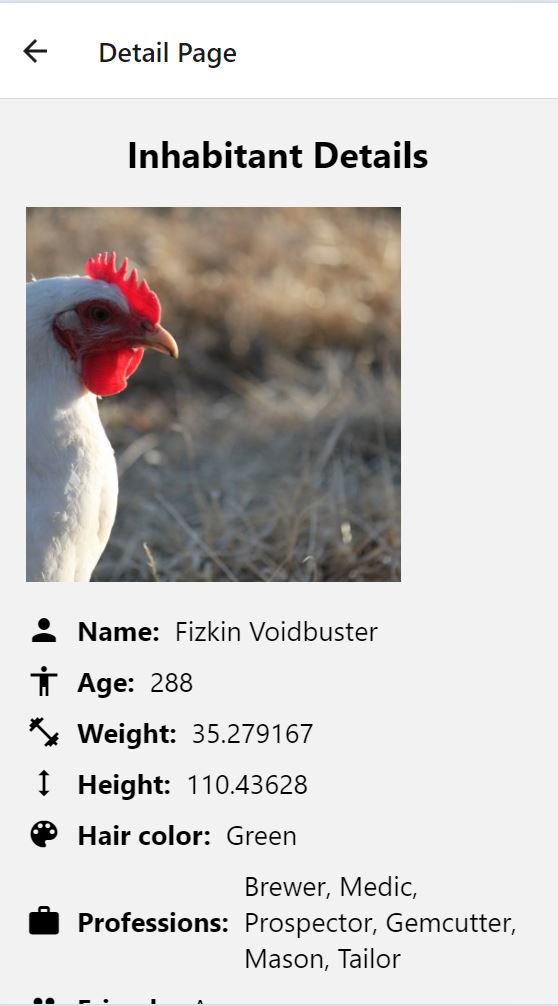 Detail Page
Inhabitant Details
Name: Fizkin Voidbuster
Age: 288
Weight: 35.279167
Height: 110.43628
Hair color: Green
Professions: Brewer, Medic,
Prospector, Gemcutter,
Mason, Tailor